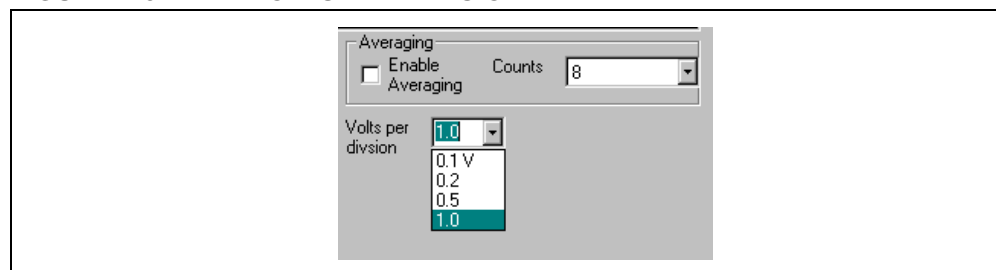 Averaging
Enable Averaging
Counts
8
Volts per divsion
1.0
0.1 V
0.2
0.5
1.0